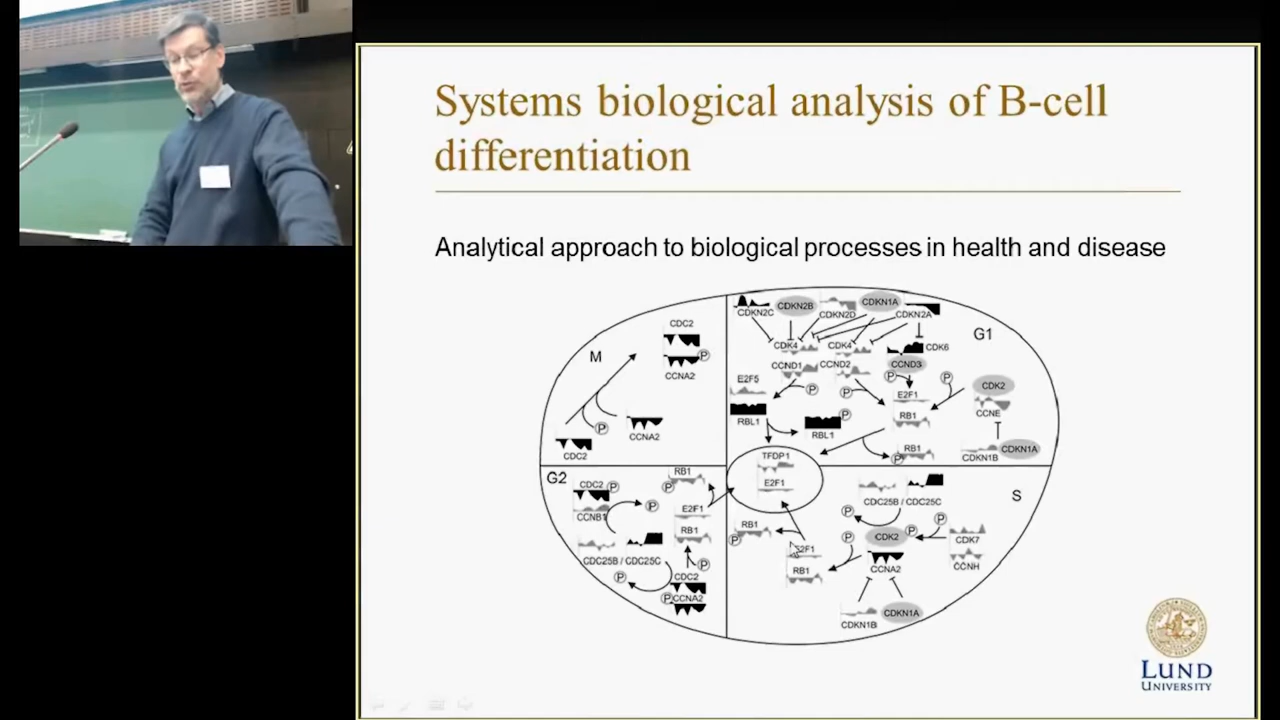 Systems biological analysis of B-cell
differentiation
Analytical approach to biological processes in health and disease
M
CDC2
P
CCNA2
P
CCNA2
CDC2
G1
CDKN2C
CDKN2B
CDKN2D
CDKN1A
CDKN2A
CDK4
CDK4
CDK6
CCND1
CCND2
CCND3
P
P
P
P
E2F5
RBL1
P
RBL1
E2F1
RB1
CDK2
CCNE
CDKN1B
CDKN1A
RB1
P
TFDP1
E2F1
G2
CDC2
P
CCNB1
P
RB1
P
E2F1
RB1
CDC25B / CDC25C
P
P
CDC2
P
CCNA2
S
CDC25B / CDC25C
P
P
P
CDK2
CCNA2
CDK7
CCNH
P
RB1
P
RB1
CDKN1B
CDKN1A
LUND
UNIVERSITY